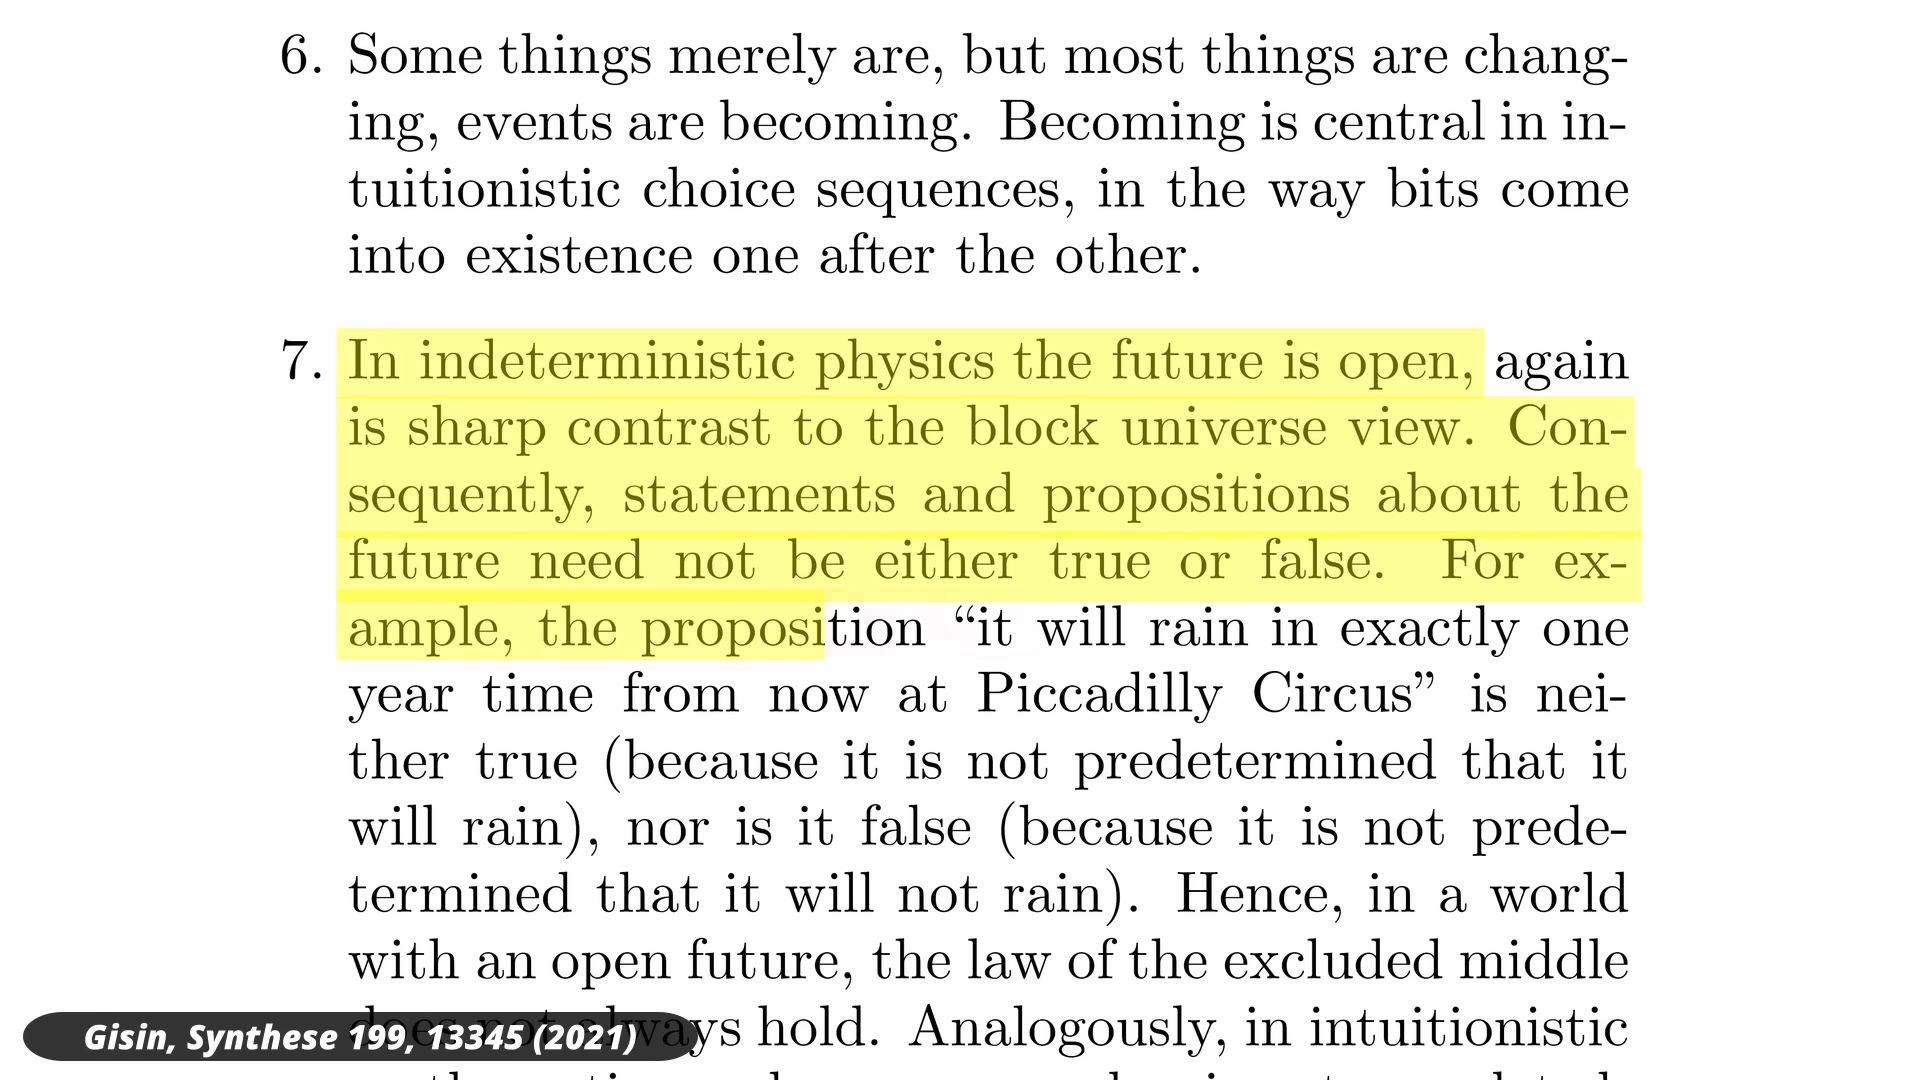 6. Some things merely are, but most things are chang-
ing, events are becoming. Becoming is central in in-
tuitionistic choice sequences, in the way bits come
into existence one after the other.
7. In indeterministic physics the future is open, again
is sharp contrast to the block universe view. Con-
sequently, statements and propositions about the
future need not be either true or false. For ex-
ample, the proposition “it will rain in exactly one
year time from now at Piccadilly Circus” is nei-
ther true (because it is not predetermined that it
will rain), nor is it false (because it is not prede-
termined that it will not rain). Hence, in a world
with an open future, the law of the excluded middle
does not always hold. Analogously, in intuitionistic
Gisin, Synthese 199, 13345 (2021)